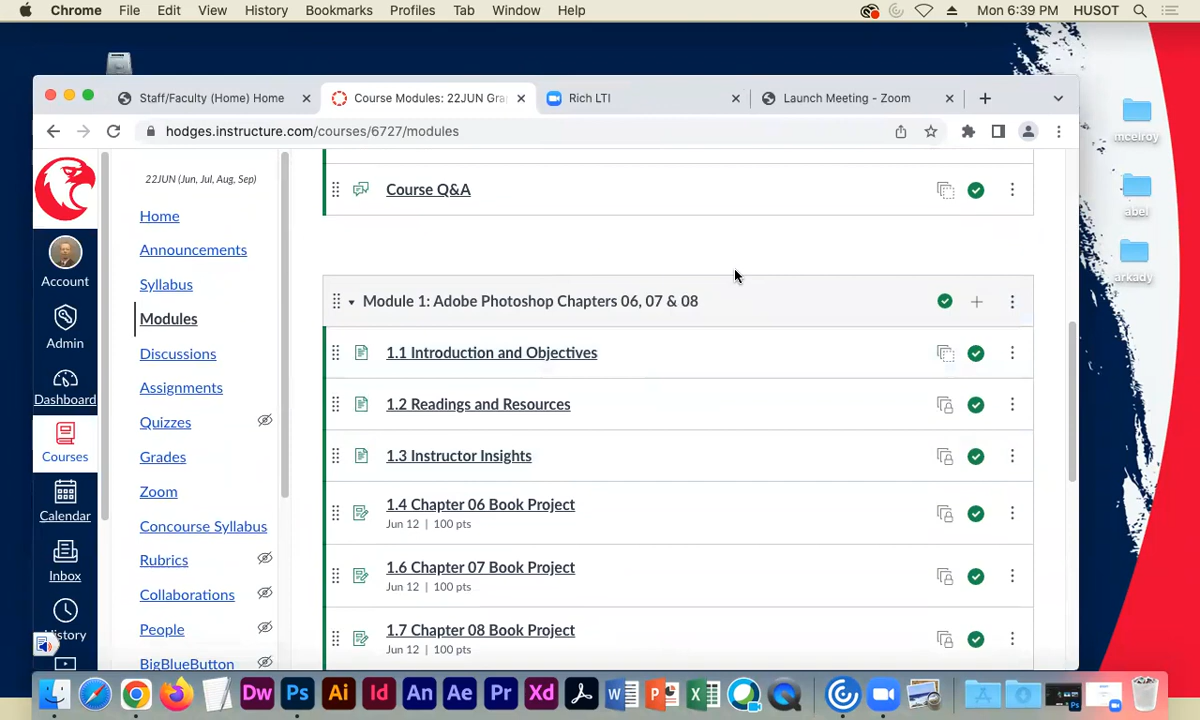 Chrome File Edit View History Bookmarks Profiles Tab Window Help Mon 6:39 PM HUSOT
Staff/Faculty (Home) Home
Course Modules: 22JUN Gra
Rich LTI
Launch Meeting - Zoom
hodges.instructure.com/courses/6727/modules
mcelroy
abel
arkady
Account
Admin
Dashboard
Courses
Calendar
Inbox
History
22JUN (Jun, Jul, Aug, Sep)
Home
Announcements
Syllabus
Modules
Discussions
Assignments
Quizzes
Grades
Zoom
Concourse Syllabus
Rubrics
Collaborations
People
BigBlueButton
Course Q&A
Module 1: Adobe Photoshop Chapters 06, 07 & 08
1.1 Introduction and Objectives
1.2 Readings and Resources
1.3 Instructor Insights
1.4 Chapter 06 Book Project
Jun 12 | 100 pts
1.6 Chapter 07 Book Project
Jun 12 | 100 pts
1.7 Chapter 08 Book Project
Jun 12 | 100 pts
Dw Ps Ai Id An Ae Pr Xd